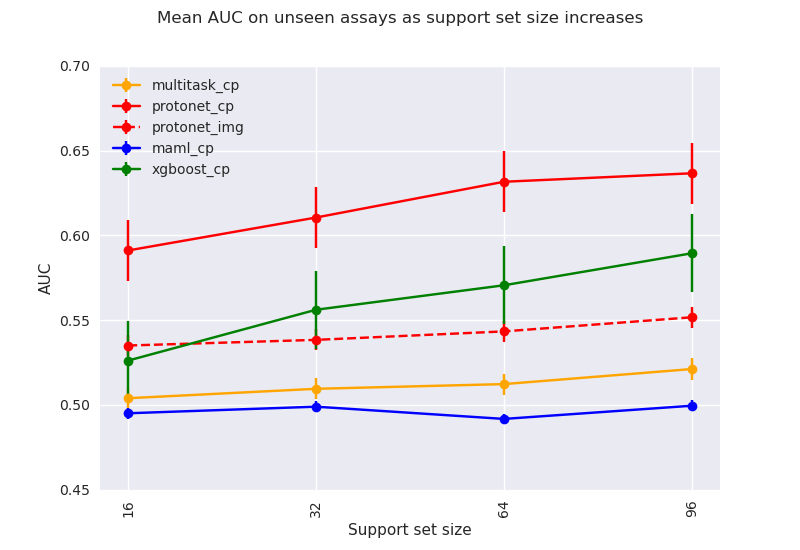 Mean AUC on unseen assays as support set size increases
0.70
0.65
0.60
0.55
0.50
0.45
AUC
multitask_cp
protonet_cp
protonet_img
maml_cp
xgboost_cp
16
32
64
96
Support set size